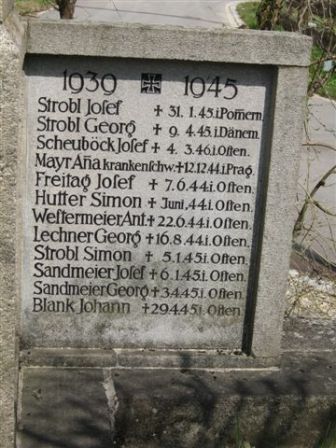 1939 1945
Strobl Josef + 31. 1. 45. i. Pomern.
Strobl Georg + 9. 4. 45. i. Dänem.
Scheuböck Josef + 4. 3. 46. i. Osten.
Mayr. Aña krankenschw. + 12.12.44. i. Prag.
Freitag Josef + 7. 6. 44 i. Osten.
Hutter Simon + Juni, 44 i. Osten.
Westermeier Ant. + 22.6.44 i. Osten.
Lechner Georg + 16.8.44 i. Osten.
Strobl Simon + 5.1.45 i. Osten.
Sandmeier Josef + 6.1.45 i. Osten.
Sandmeier Georg + 3.4.45 i. Osten.
Blank Johann + 29.4.45 i. Osten.